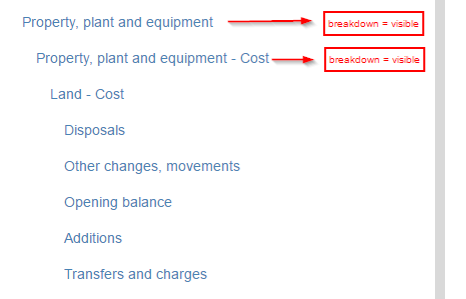 Property, plant and equipment
breakdown = visible
Property, plant and equipment - Cost
breakdown = visible
Land - Cost
Disposals
Other changes, movements
Opening balance
Additions
Transfers and charges